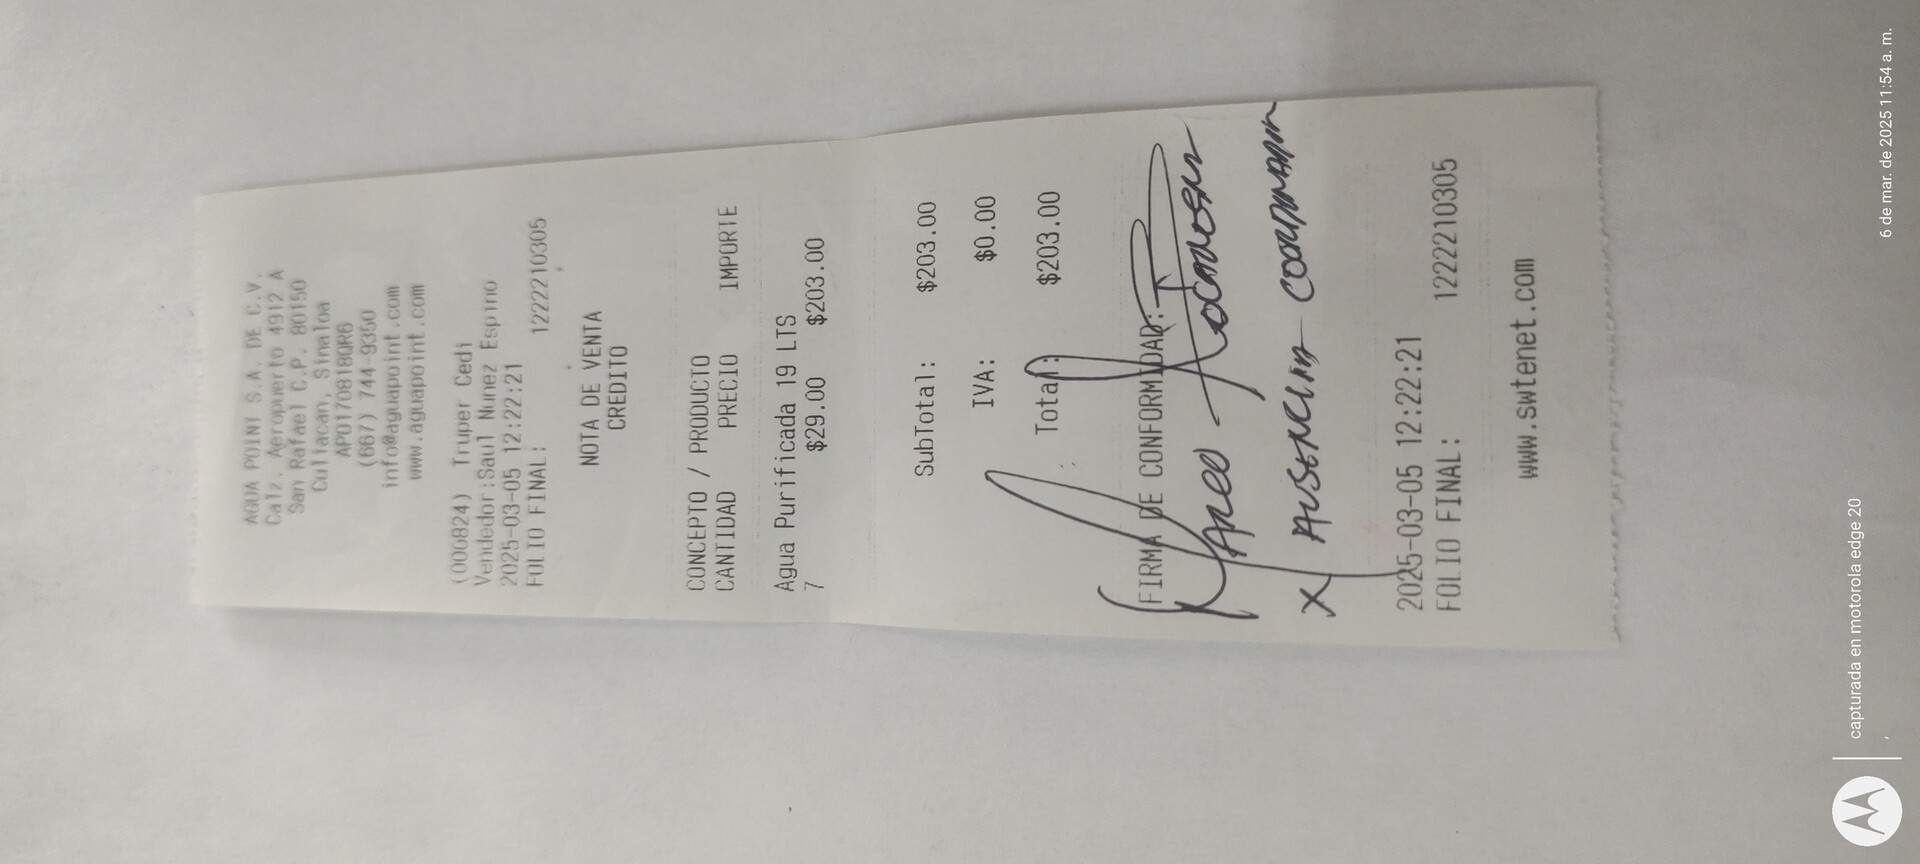 AGUA POINT S.A. DE C.V.
Calz. Aeropuerto 4912 A
San Rafael C.P. 80150
Culiacan, Sinaloa
APO170818QR6
(667) 744-9350
info@aguapoint.com
www.aguapoint.com
(000824) Truper Cedi
Vendedor:Saul Nunez Espino
2025-03-05 12:22:21
FOLIO FINAL: 1222210305
NOTA DE VENTA
CREDITO
CONCEPTO / PRODUCTO
CANTIDAD PRECIO IMPORTE
Agua Purificada 19 LTS
7 $29.00 $203.00
SubTotal: $203.00
IVA: $0.00
Total: $203.00
FIRMA DE CONFORMIDAD:
2025-03-05 12:22:21
FOLIO FINAL: 1222210305
www.swtenet.com
capturada en motorola edge 20
6 de mar. de 2025 11:54 a. m.